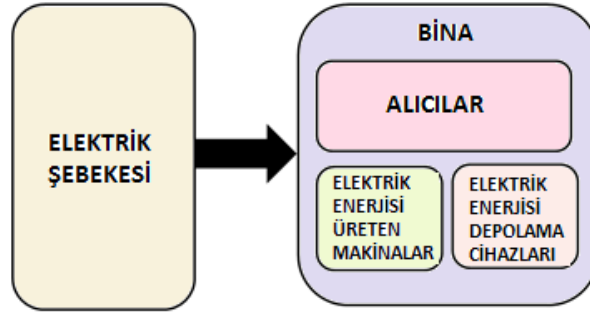 ELEKTRİK
ŞEBEKESİ
BİNA
ALICILAR
ELEKTRİK
ENERJİSİ
ÜRETEN
MAKİNALAR
ELEKTRİK
ENERJİSİ
DEPOLAMA
CİHAZLARI